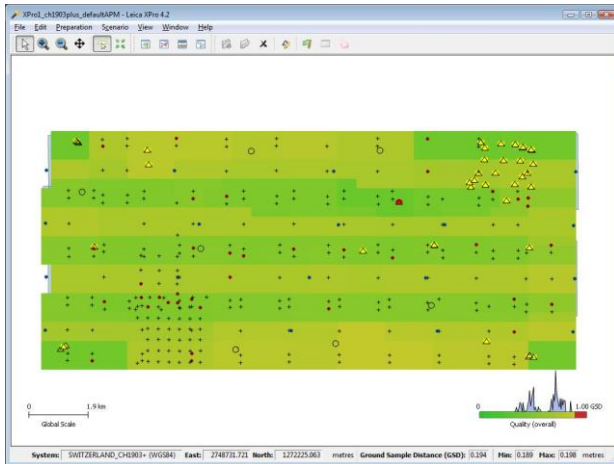 XPro1_ch1903plus_defaultAPM - Leica XPro 4.2
File Edit Preparation Scenario View Window Help
0 1.9 km
Global Scale
0 1.00 GSD
Quality (overall)
System: SWITZERLAND_CH1903+ (WGS84) East: 2748731.721 North: 1272225.063 metres Ground Sample Distance (GSD): 0.194 Min: 0.189 Max: 0.198 metres